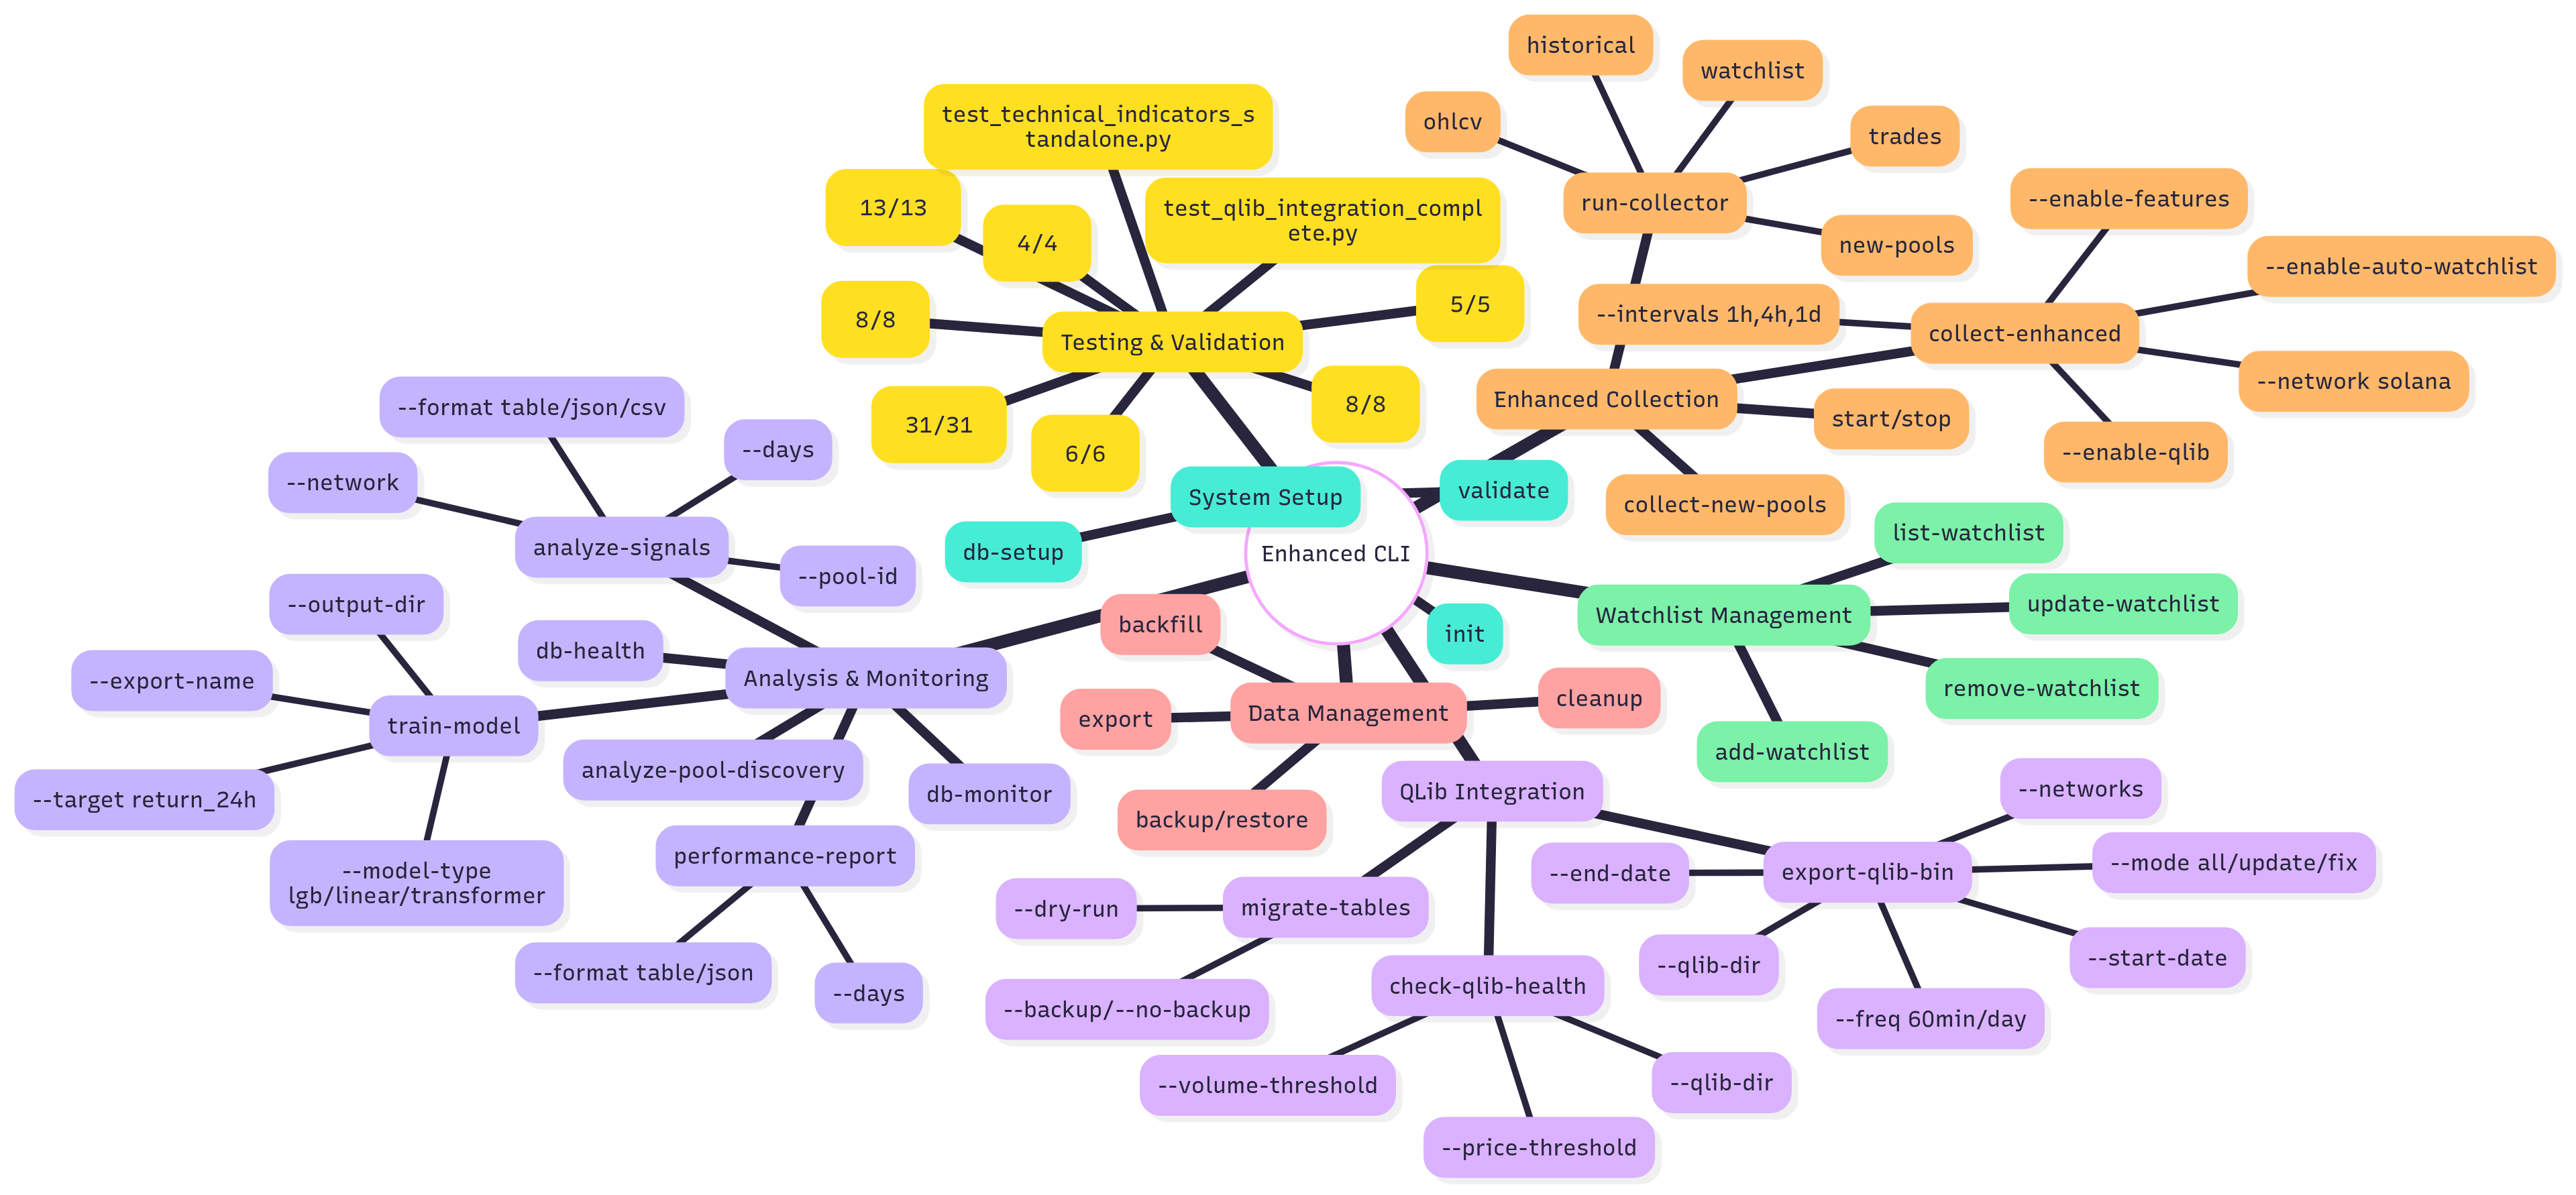 historical
watchlist
ohlcv
trades
run-collector
new-pools
test_technical_indicators_s
tandalone.py
13/13
4/4
test_qlib_integration_compl
ete.py
8/8
5/5
Testing & Validation
31/31
6/6
8/8
--enable-features
--enable-auto-watchlist
--intervals 1h,4h,1d
collect-enhanced
--network solana
Enhanced Collection
start/stop
--enable-qlib
collect-new-pools
System Setup
validate
db-setup
Enhanced CLI
init
--format table/json/csv
--days
--network
analyze-signals
--pool-id
--output-dir
db-health
--export-name
Analysis & Monitoring
train-model
--target return_24h
analyze-pool-discovery
db-monitor
--model-type
lgb/linear/transformer
performance-report
--format table/json
--days
list-watchlist
Watchlist Management
update-watchlist
remove-watchlist
add-watchlist
backfill
export
Data Management
cleanup
backup/restore
QLib Integration
--networks
--end-date
export-qlib-bin
--mode all/update/fix
--dry-run
migrate-tables
--qlib-dir
--start-date
--backup/--no-backup
check-qlib-health
--freq 60min/day
--volume-threshold
--qlib-dir
--price-threshold